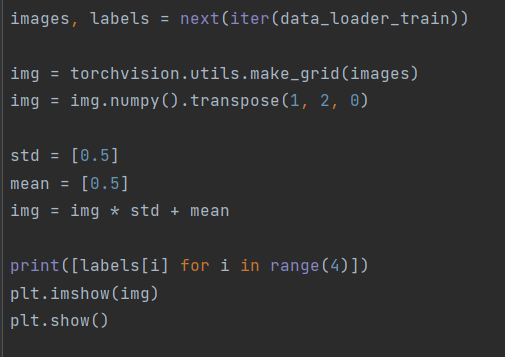 images, labels = next(iter(data_loader_train))
img = torchvision.utils.make_grid(images)
img = img.numpy().transpose(1, 2, 0)
std = [0.5]
mean = [0.5]
img = img * std + mean
print([labels[i] for i in range(4)])
plt.imshow(img)
plt.show()